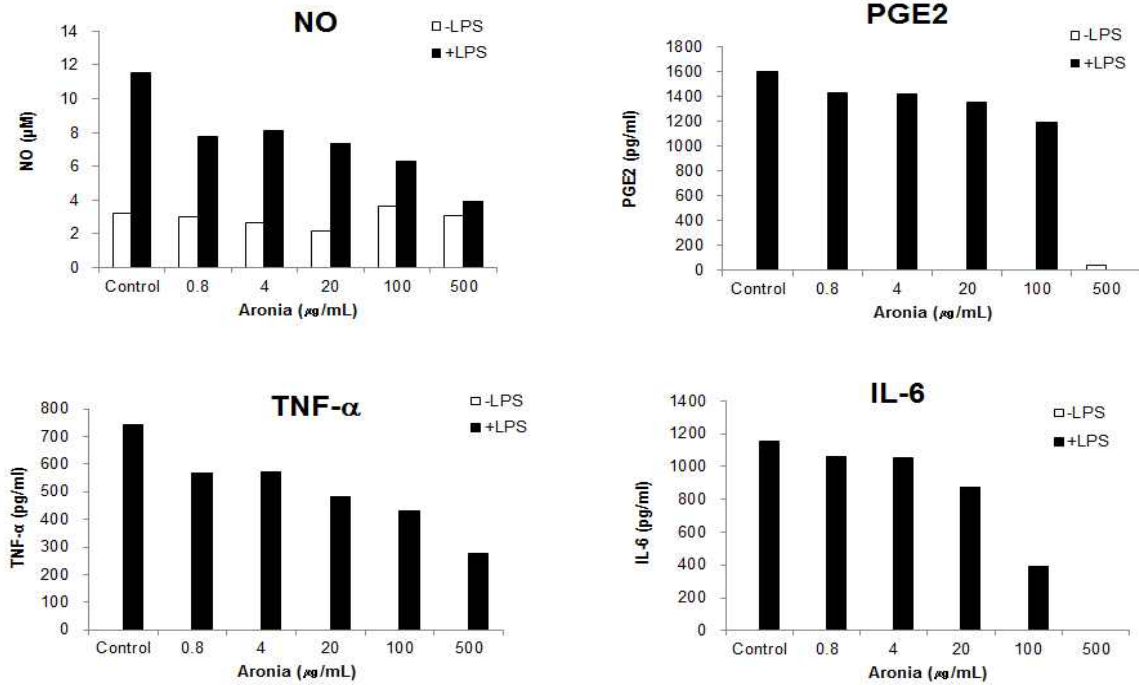 NO
-LPS
+LPS
14
12
10
8
6
4
2
0
NO (µM)
Control 0.8 4 20 100 500
Aronia (㎍/mL)
PGE2
-LPS
+LPS
1800
1600
1400
1200
1000
800
600
400
200
0
PGE2 (pg/ml)
Control 0.8 4 20 100 500
Aronia (㎍/mL)
TNF-α
-LPS
+LPS
800
700
600
500
400
300
200
100
0
TNF-α (pg/ml)
Control 0.8 4 20 100 500
Aronia (㎍/mL)
IL-6
-LPS
+LPS
1400
1200
1000
800
600
400
200
0
IL-6 (pg/ml)
Control 0.8 4 20 100 500
Aronia (㎍/mL)